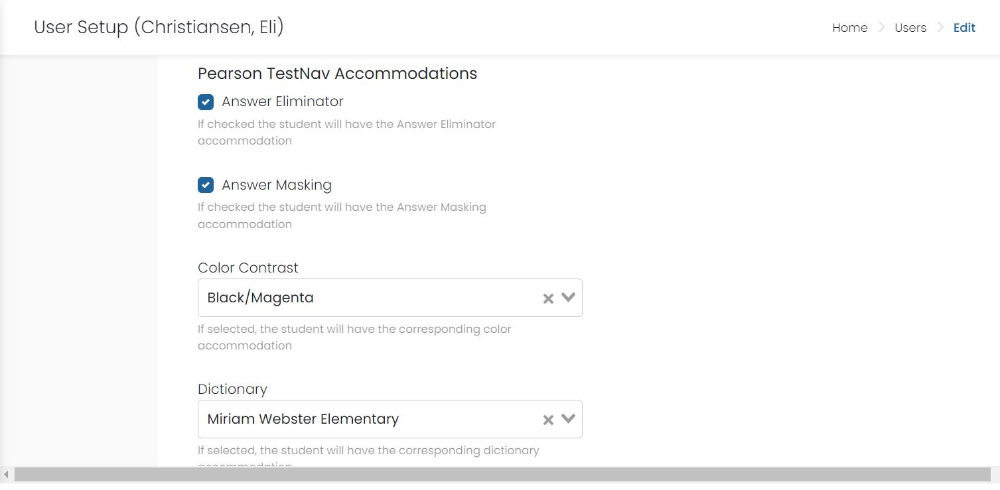 User Setup (Christiansen, Eli)
Home
Users
Edit
Pearson TestNav Accommodations
Answer Eliminator
If checked the student will have the Answer Eliminator
accommodation
Answer Masking
If checked the student will have the Answer Masking
accommodation
Color Contrast
Black/Magenta
If selected, the student will have the corresponding color
accommodation
Dictionary
Miriam Webster Elementary
If selected, the student will have the corresponding dictionary
accommodation